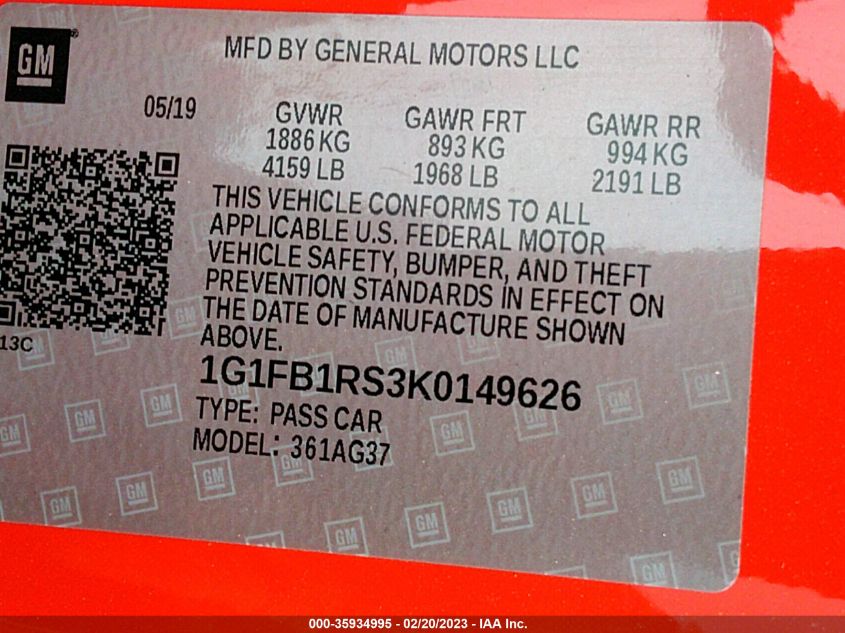 GM
MFD BY GENERAL MOTORS LLC
05/19
GVWR GAWR FRT GAWR RR
1886 KG 893 KG 994 KG
4159 LB 1968 LB 2191 LB
THIS VEHICLE CONFORMS TO ALL
APPLICABLE U.S. FEDERAL MOTOR
VEHICLE SAFETY, BUMPER, AND THEFT
PREVENTION STANDARDS IN EFFECT ON
THE DATE OF MANUFACTURE SHOWN
ABOVE.
13C
1G1FB1RS3K0149626
TYPE: PASS CAR
MODEL: 361AG37
000-35934995 - 02/20/2023 - IAA Inc.